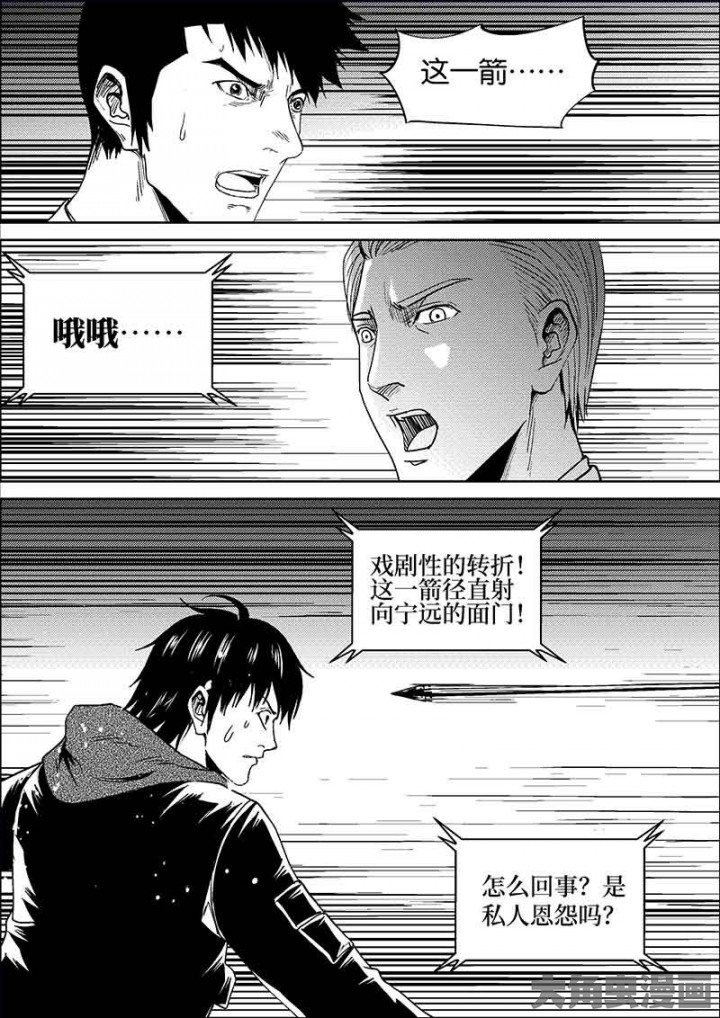 这一箭……
哦哦……
戏剧性的转折！
这一箭径直射
向宁远的面门！
怎么回事？是
私人恩怨吗？
大角虫漫画